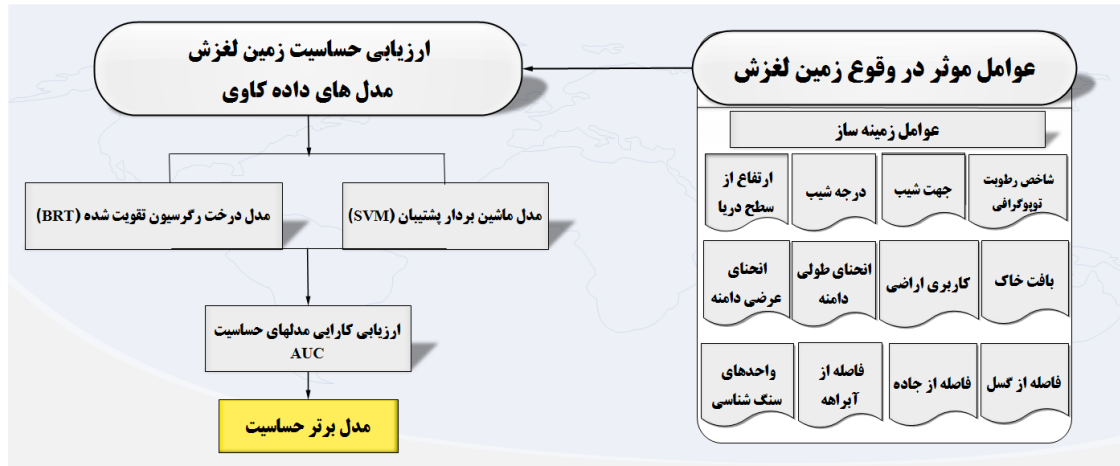 عوامل موثر در وقوع زمین لغزش
عوامل زمینه ساز
شاخص رطوبت
توپوگرافی
جهت شیب
درجه شیب
ارتفاع از
سطح دریا
بافت خاک
کاربری اراضی
انحنای طولی
دامنه
انحنای
عرضی دامنه
فاصله از گسل
فاصله از جاده
فاصله از
آبراهه
واحدهای
سنگ شناسی
ارزیابی حساسیت زمین لغزش
مدل های داده کاوی
مدل ماشین بردار پشتیبان (SVM)
مدل درخت رگرسیون تقویت شده (BRT)
ارزیابی کارایی مدلهای حساسیت
AUC
مدل برتر حساسیت